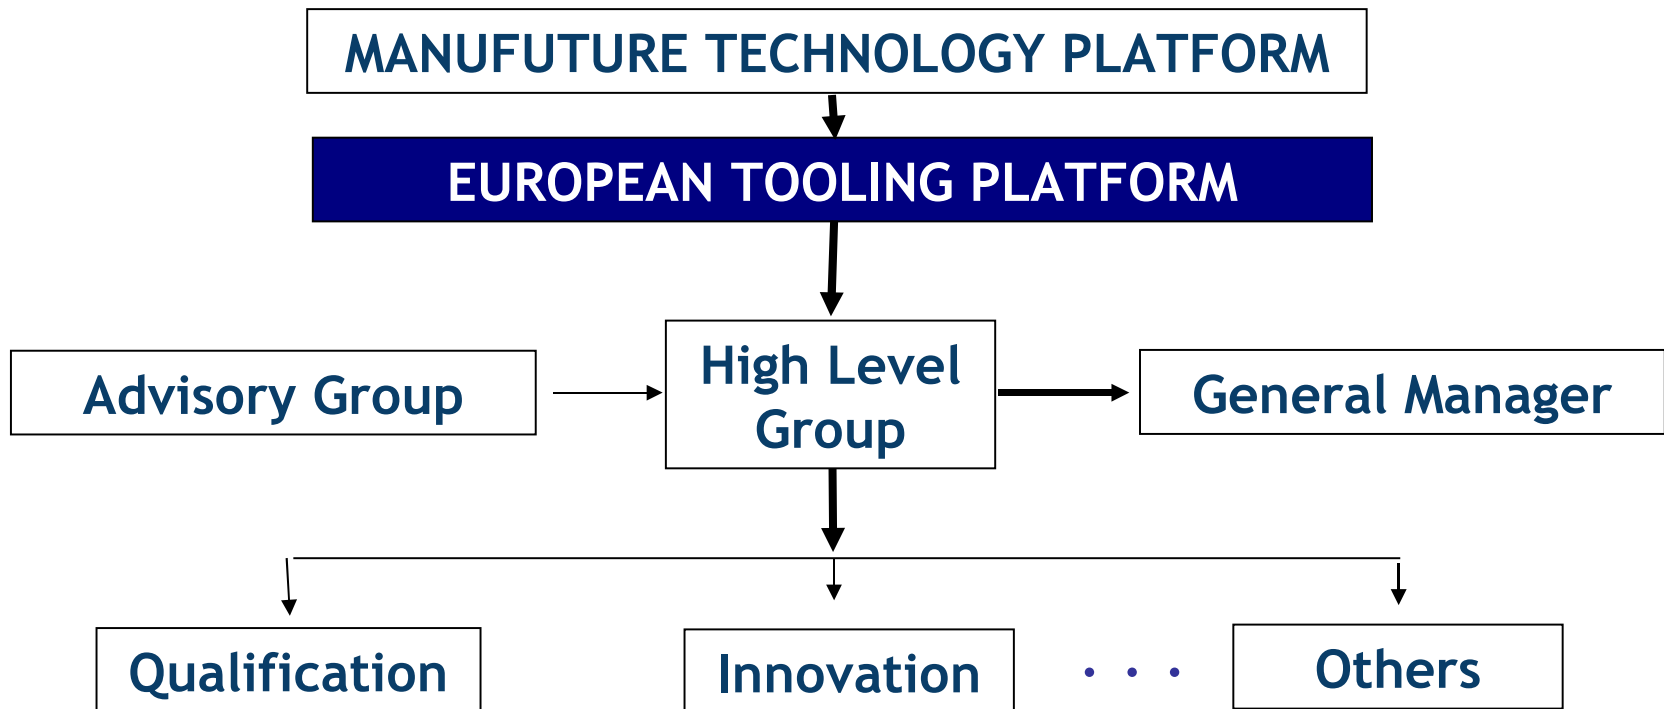 MANUFUTURE TECHNOLOGY PLATFORM
EUROPEAN TOOLING PLATFORM
Advisory Group
High Level
Group
General Manager
Qualification
Innovation
. . .
Others